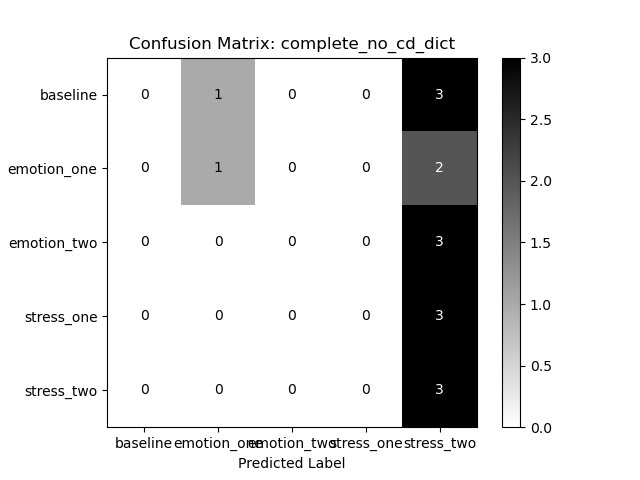 Confusion Matrix: complete_no_cd_dict
baseline 0 1 0 0 3
emotion_one 0 1 0 0 2
emotion_two 0 0 0 0 3
stress_one 0 0 0 0 3
stress_two 0 0 0 0 3
baseline emotion_one emotion_two stress_one stress_two
Predicted Label
3.0
2.5
2.0
1.5
1.0
0.5
0.0